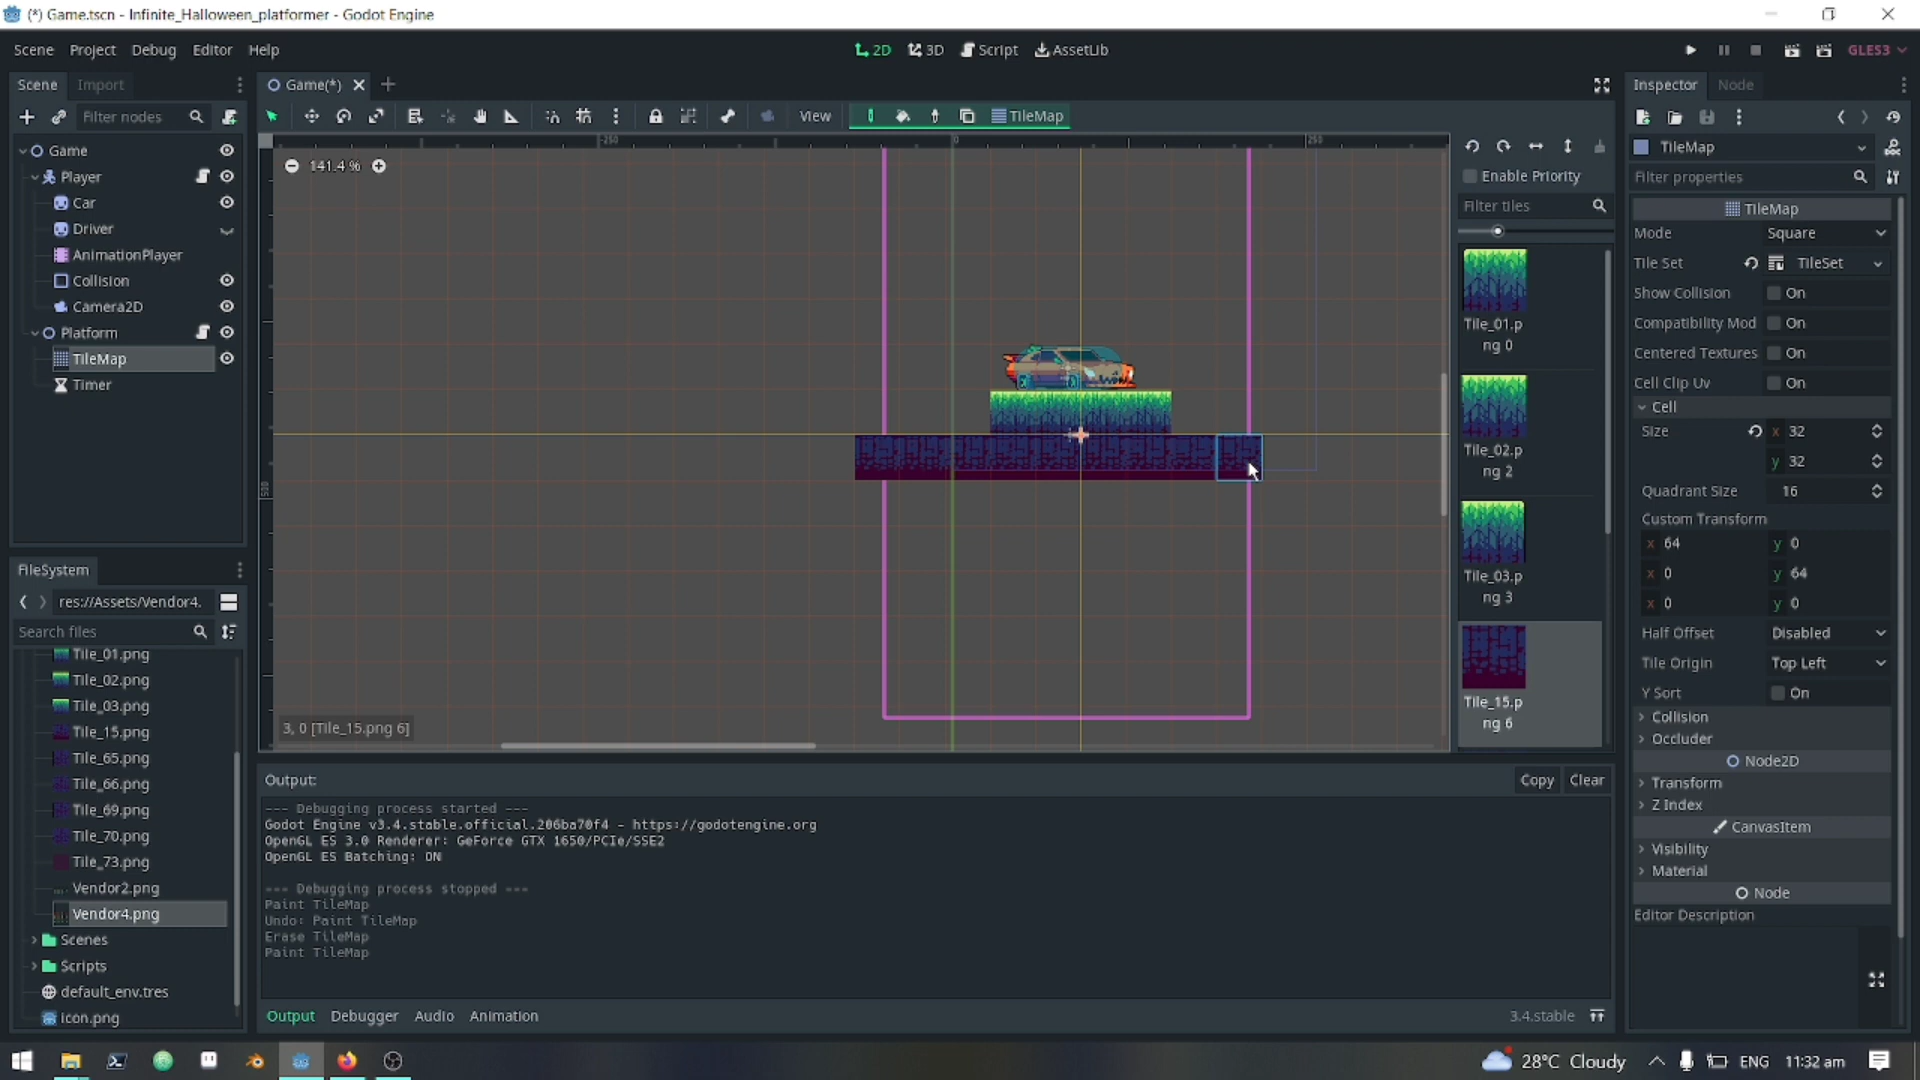 (*) Game.tscn - Infinite_Halloween_platformer - Godot Engine
Scene Project Debug Editor Help
2D 3D Script AssetLib
GLES3
Scene Import
Game(*)
Inspector Node
Filter nodes
View
TileMap
Game
Player
Car
Driver
AnimationPlayer
Collision
Camera2D
Platform
TileMap
Timer
-250 0 250
500
141.4 %
3, 0 [Tile_15.png 6]
Enable Priority
Filter tiles
Tile_01.p
ng 0
Tile_02.p
ng 2
Tile_03.p
ng 3
Tile_15.p
ng 6
TileMap
Filter properties
TileMap
Mode Square
Tile Set TileSet
Show Collision On
Compatibility Mod On
Centered Textures On
Cell Clip Uv On
Cell
Size x 32
y 32
Quadrant Size 16
Custom Transform
x 64 y 0
x 0 y 64
x 0 y 0
Half Offset Disabled
Tile Origin Top Left
Y Sort On
Collision
Occluder
Node2D
Transform
Z Index
CanvasItem
Visibility
Material
Node
Editor Description
FileSystem
res://Assets/Vendor4.
Search files
Tile_01.png
Tile_02.png
Tile_03.png
Tile_15.png
Tile_65.png
Tile_66.png
Tile_69.png
Tile_70.png
Tile_73.png
Vendor2.png
Vendor4.png
Scenes
Scripts
default_env.tres
icon.png
Output:
Copy Clear
--- Debugging process started ---
Godot Engine v3.4.stable.official.206ba70f4 - https://godotengine.org
OpenGL ES 3.0 Renderer: GeForce GTX 1650/PCIe/SSE2
OpenGL ES Batching: ON
--- Debugging process stopped ---
Paint TileMap
Undo: Paint TileMap
Erase TileMap
Paint TileMap
Output Debugger Audio Animation
3.4.stable
28°C Cloudy ENG 11:32 am